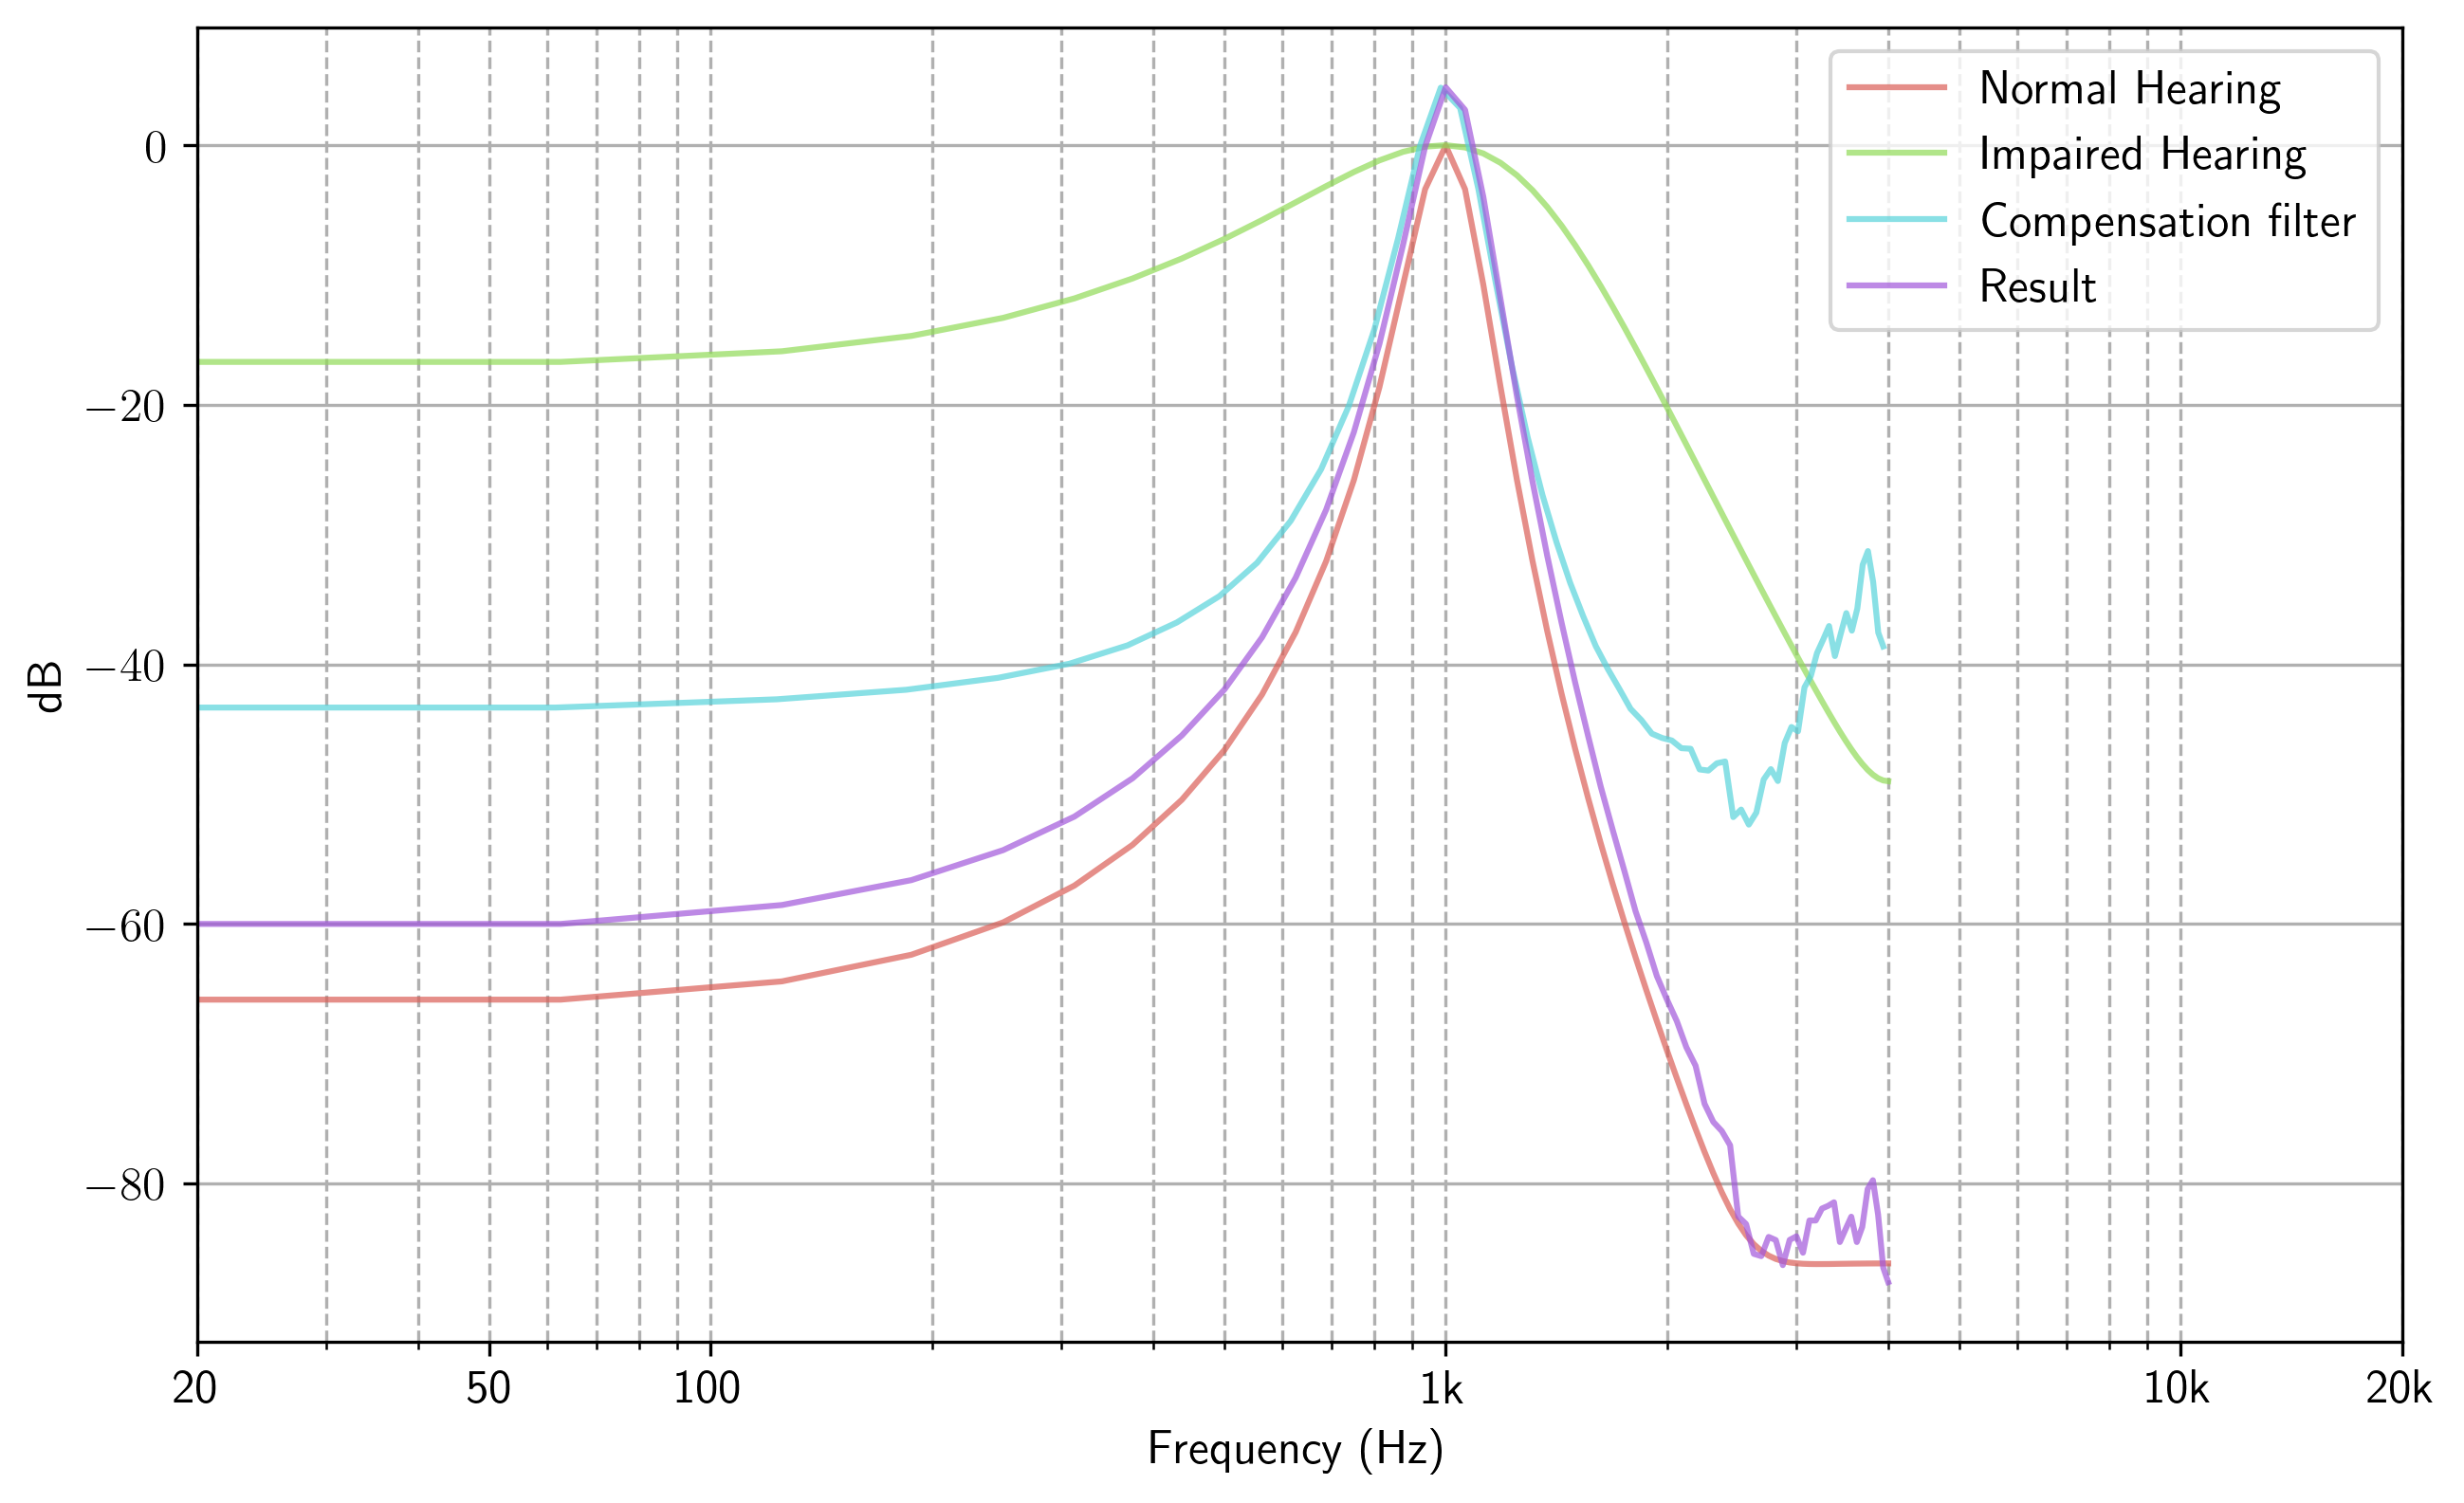 Normal Hearing
Impaired Hearing
Compensation filter
Result
0
−20
−40
−60
−80
dB
20 50 100 1k 10k 20k
Frequency (Hz)